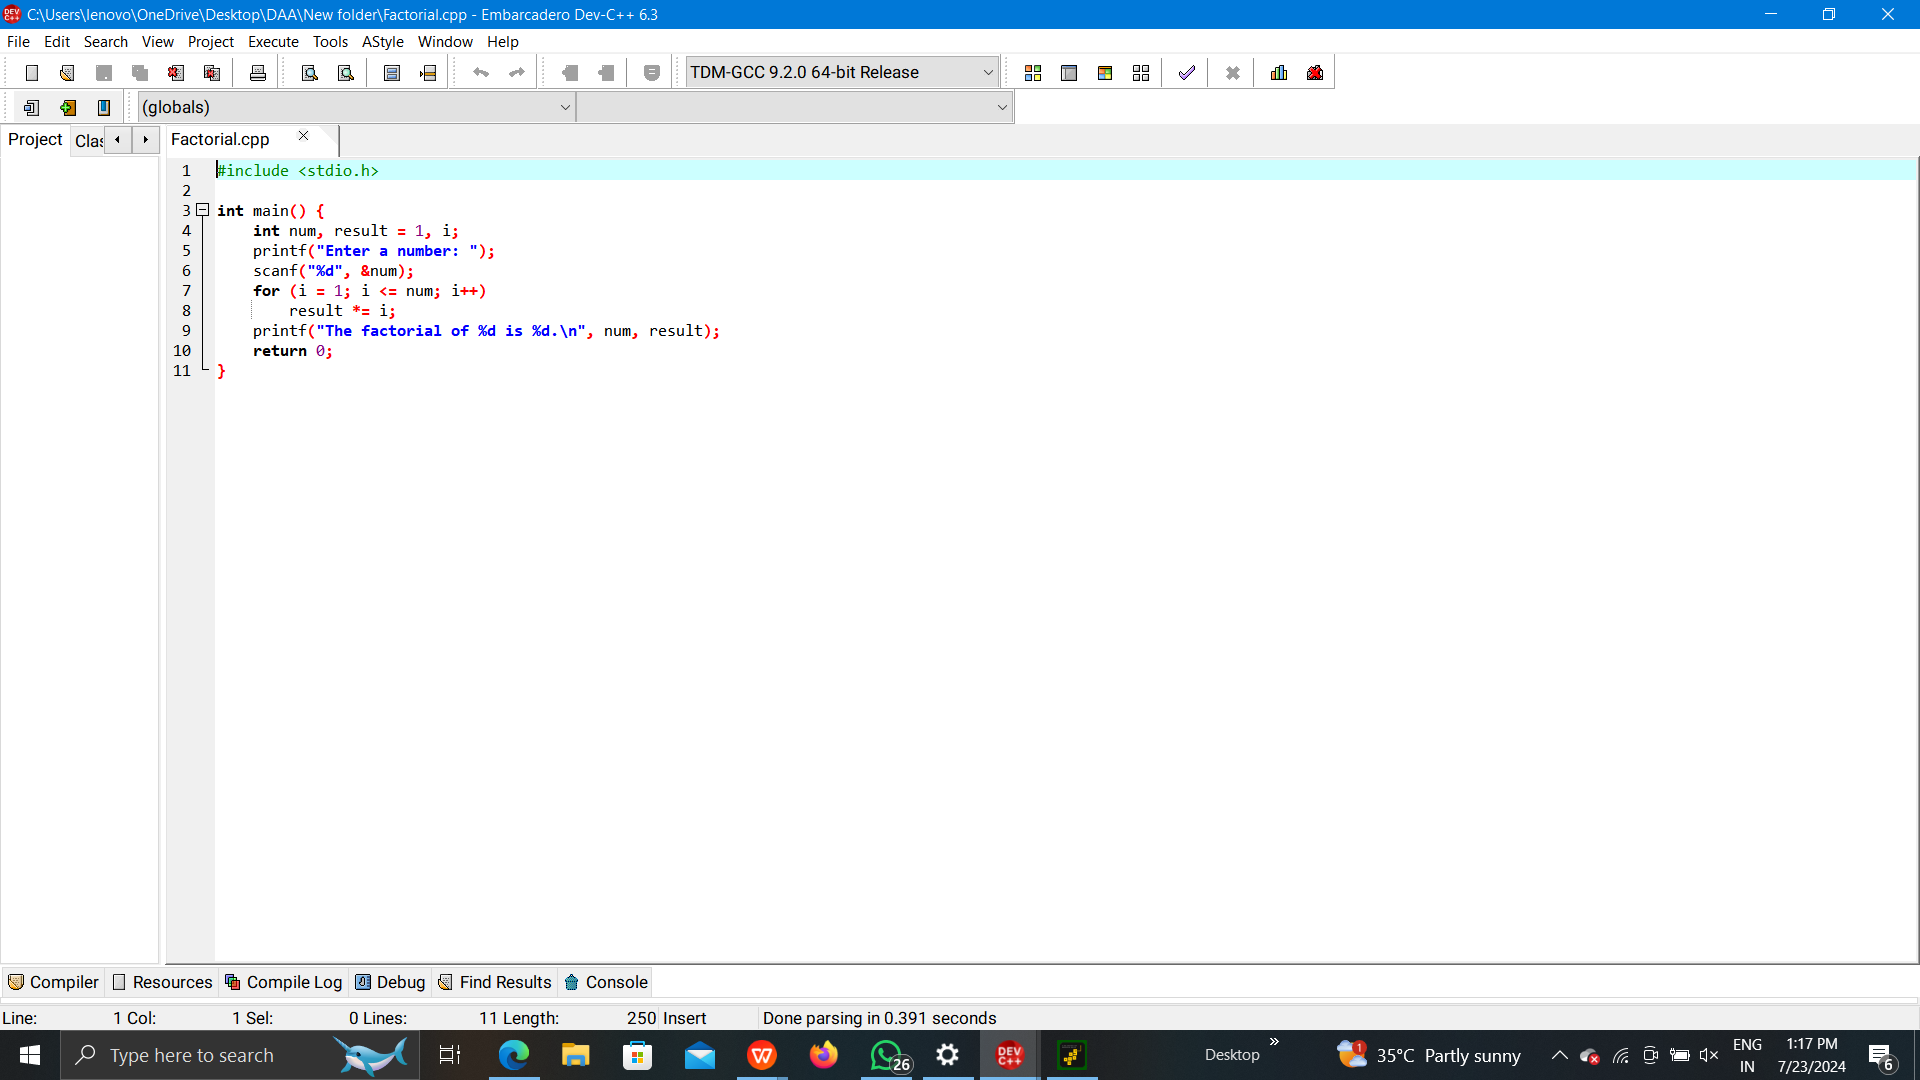 C:\Users\lenovo\OneDrive\Desktop\DAA\New folder\Factorial.cpp - Embarcadero Dev-C++ 6.3
File Edit Search View Project Execute Tools AStyle Window Help
TDM-GCC 9.2.0 64-bit Release
(globals)
Project Clas Factorial.cpp
1 #include <stdio.h>
2
3 int main() {
4 int num, result = 1, i;
5 printf("Enter a number: ");
6 scanf("%d", &num);
7 for (i = 1; i <= num; i++)
8 result *= i;
9 printf("The factorial of %d is %d.\n", num, result);
10 return 0;
11 }
Compiler Resources Compile Log Debug Find Results Console
Line: 1 Col: 1 Sel: 0 Lines: 11 Length: 250 Insert Done parsing in 0.391 seconds
Type here to search
DEV C++
26
Desktop
1
35°C Partly sunny
ENG
IN
1:17 PM
7/23/2024
6